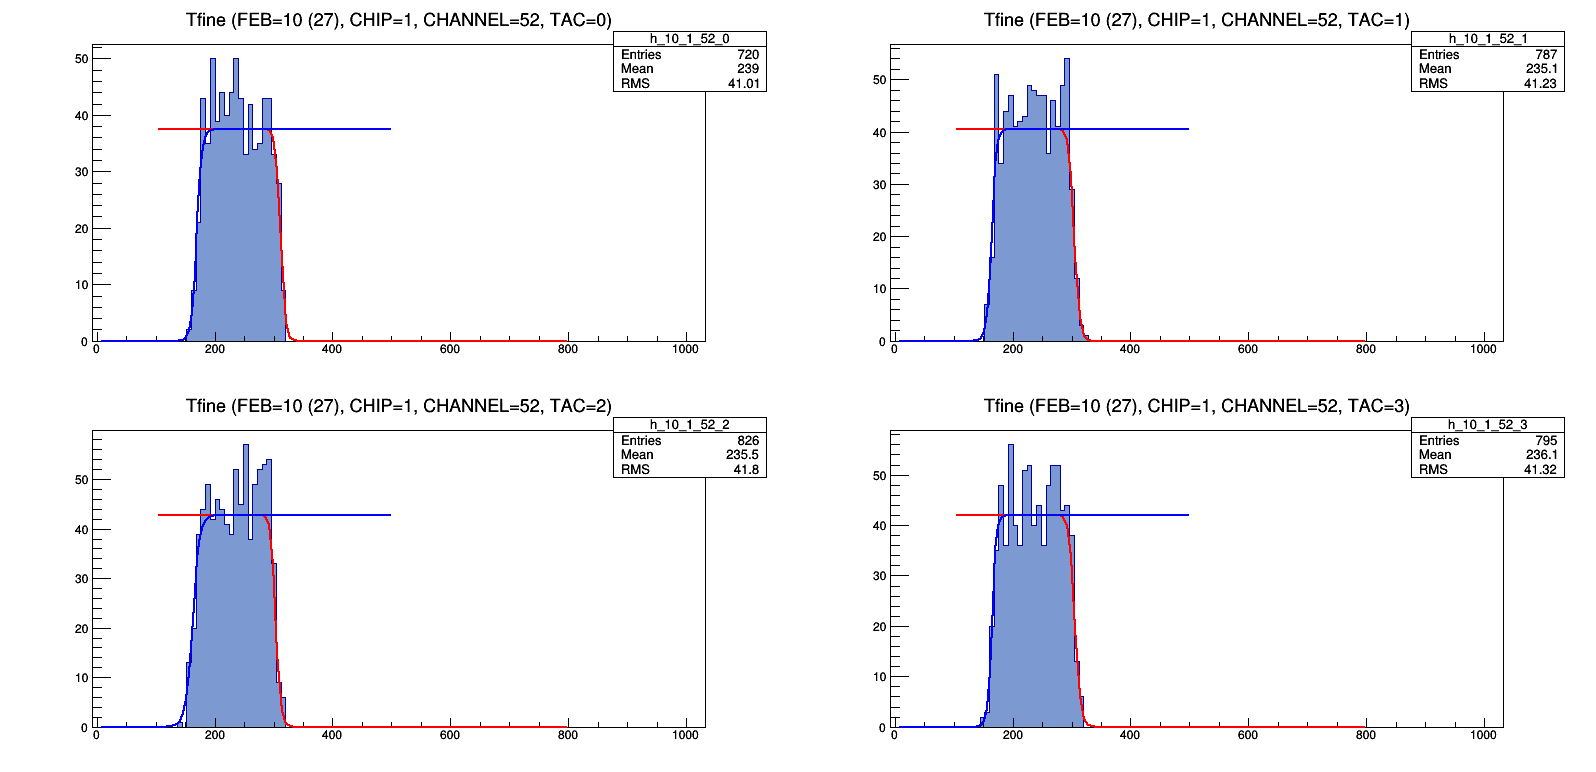 Tfine (FEB=10 (27), CHIP=1, CHANNEL=52, TAC=0)
h_10_1_52_0
Entries 720
Mean 239
RMS 41.01
50
40
30
20
10
0
0 200 400 600 800 1000
Tfine (FEB=10 (27), CHIP=1, CHANNEL=52, TAC=1)
h_10_1_52_1
Entries 787
Mean 235.1
RMS 41.23
50
40
30
20
10
0
0 200 400 600 800 1000
Tfine (FEB=10 (27), CHIP=1, CHANNEL=52, TAC=2)
h_10_1_52_2
Entries 826
Mean 235.5
RMS 41.8
50
40
30
20
10
0
0 200 400 600 800 1000
Tfine (FEB=10 (27), CHIP=1, CHANNEL=52, TAC=3)
h_10_1_52_3
Entries 795
Mean 236.1
RMS 41.32
50
40
30
20
10
0
0 200 400 600 800 1000